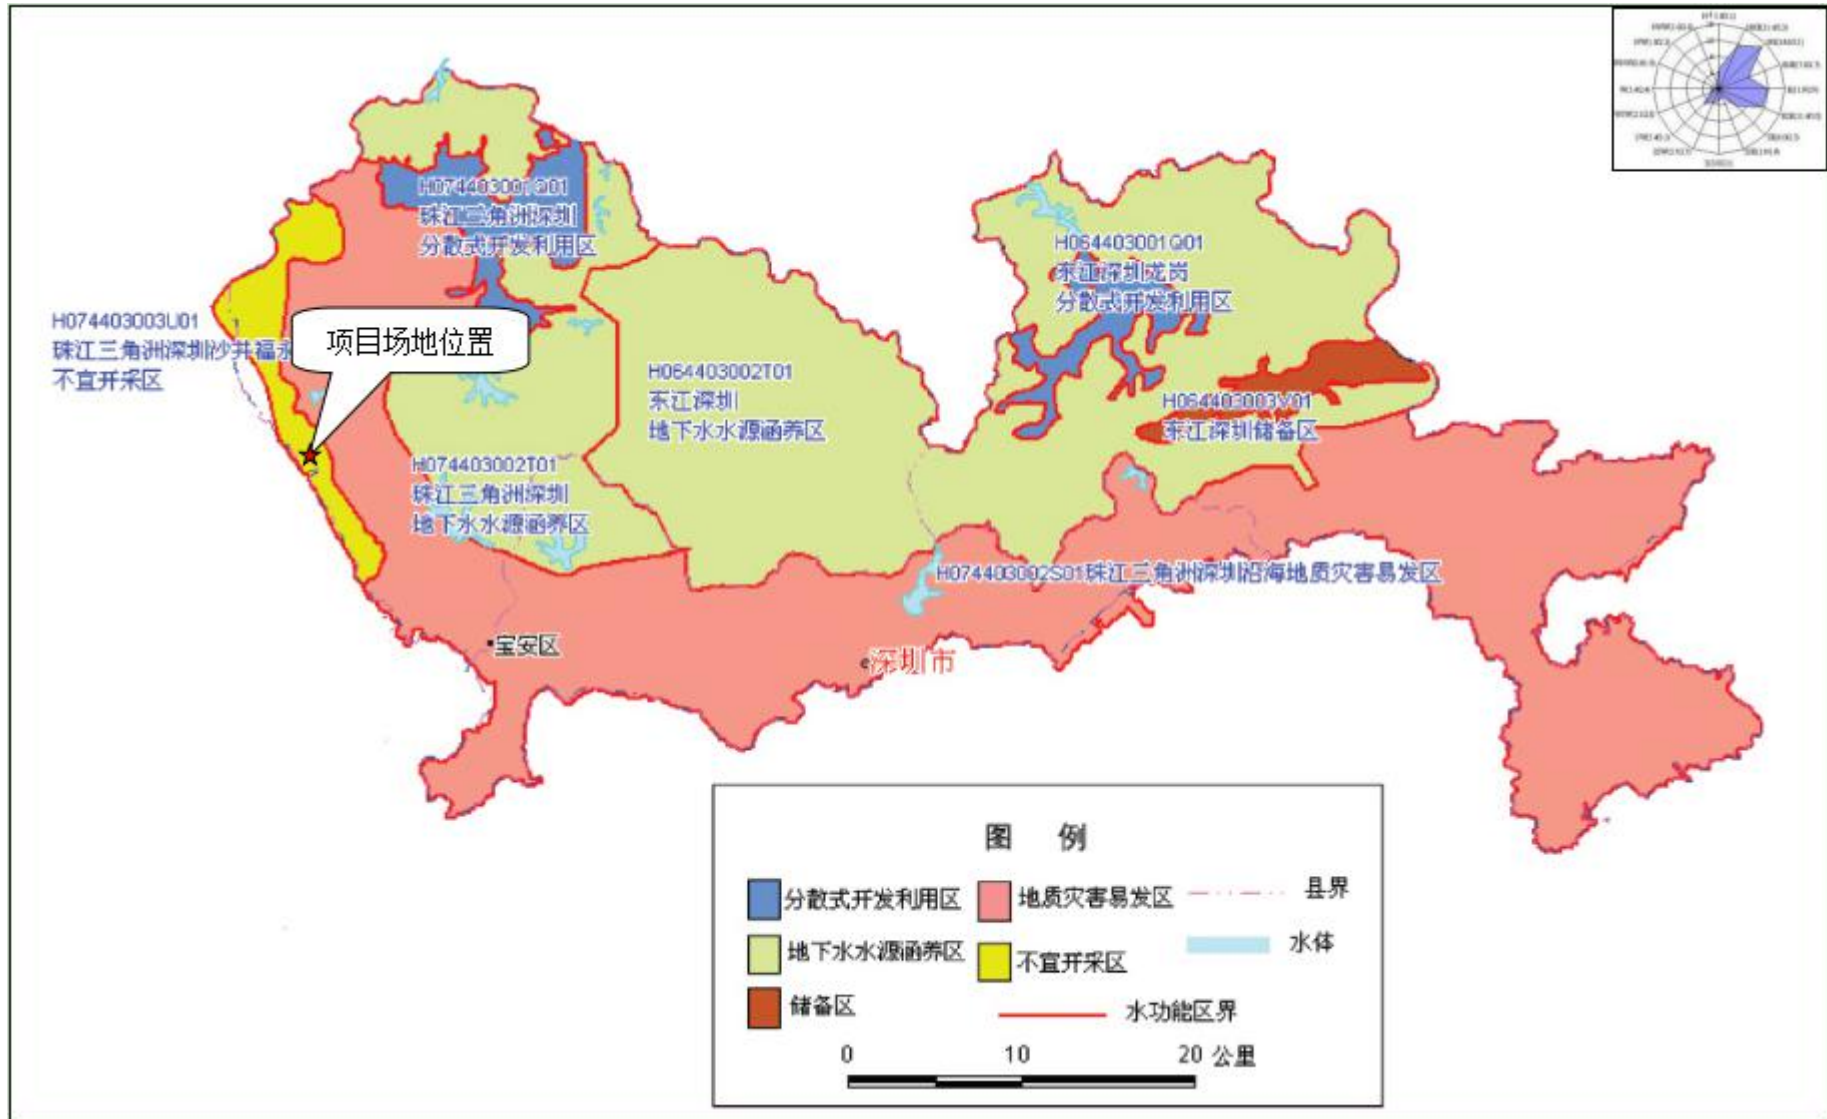 H074403001Q01
珠江三角洲深圳
分散式开发利用区
H064403001Q01
东江深圳龙岗
分散式开发利用区
H074403003U01
珠江三角洲深圳沙井福永
不宜开采区
项目场地位置
H064403002T01
东江深圳
地下水水源涵养区
H064403003V01
东江深圳储备区
H074403002T01
珠江三角洲深圳
地下水水源涵养区
H074403002S01珠江三角洲深圳沿海地质灾害易发区
宝安区
深圳市
图 例
分散式开发利用区
地质灾害易发区
县界
地下水水源涵养区
不宜开采区
水体
储备区
水功能区界
0 10 20 公里